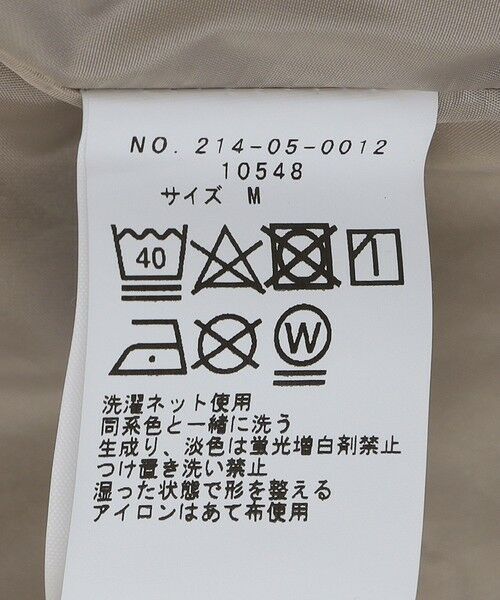 NO. 214-05-0012
10548
サイズ M
40
W
洗濯ネット使用
同系色と一緒に洗う
生成り、淡色は蛍光増白剤禁止
つけ置き洗い禁止
湿った状態で形を整える
アイロンはあて布使用